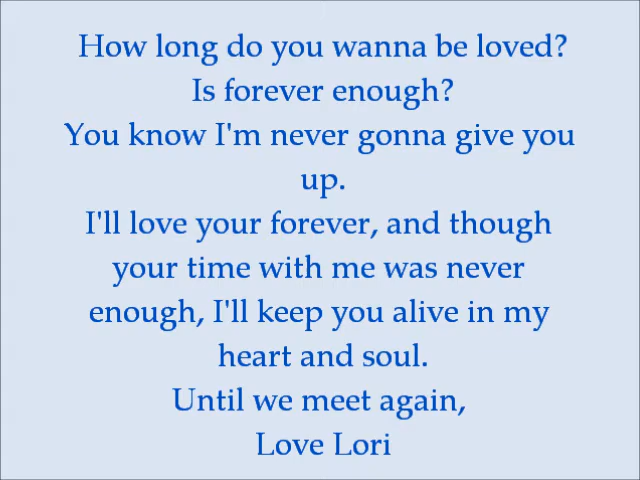 How long do you wanna be loved?
Is forever enough?
You know I'm never gonna give you
up.
I'll love your forever, and though
your time with me was never
enough, I'll keep you alive in my
heart and soul.
Until we meet again,
Love Lori